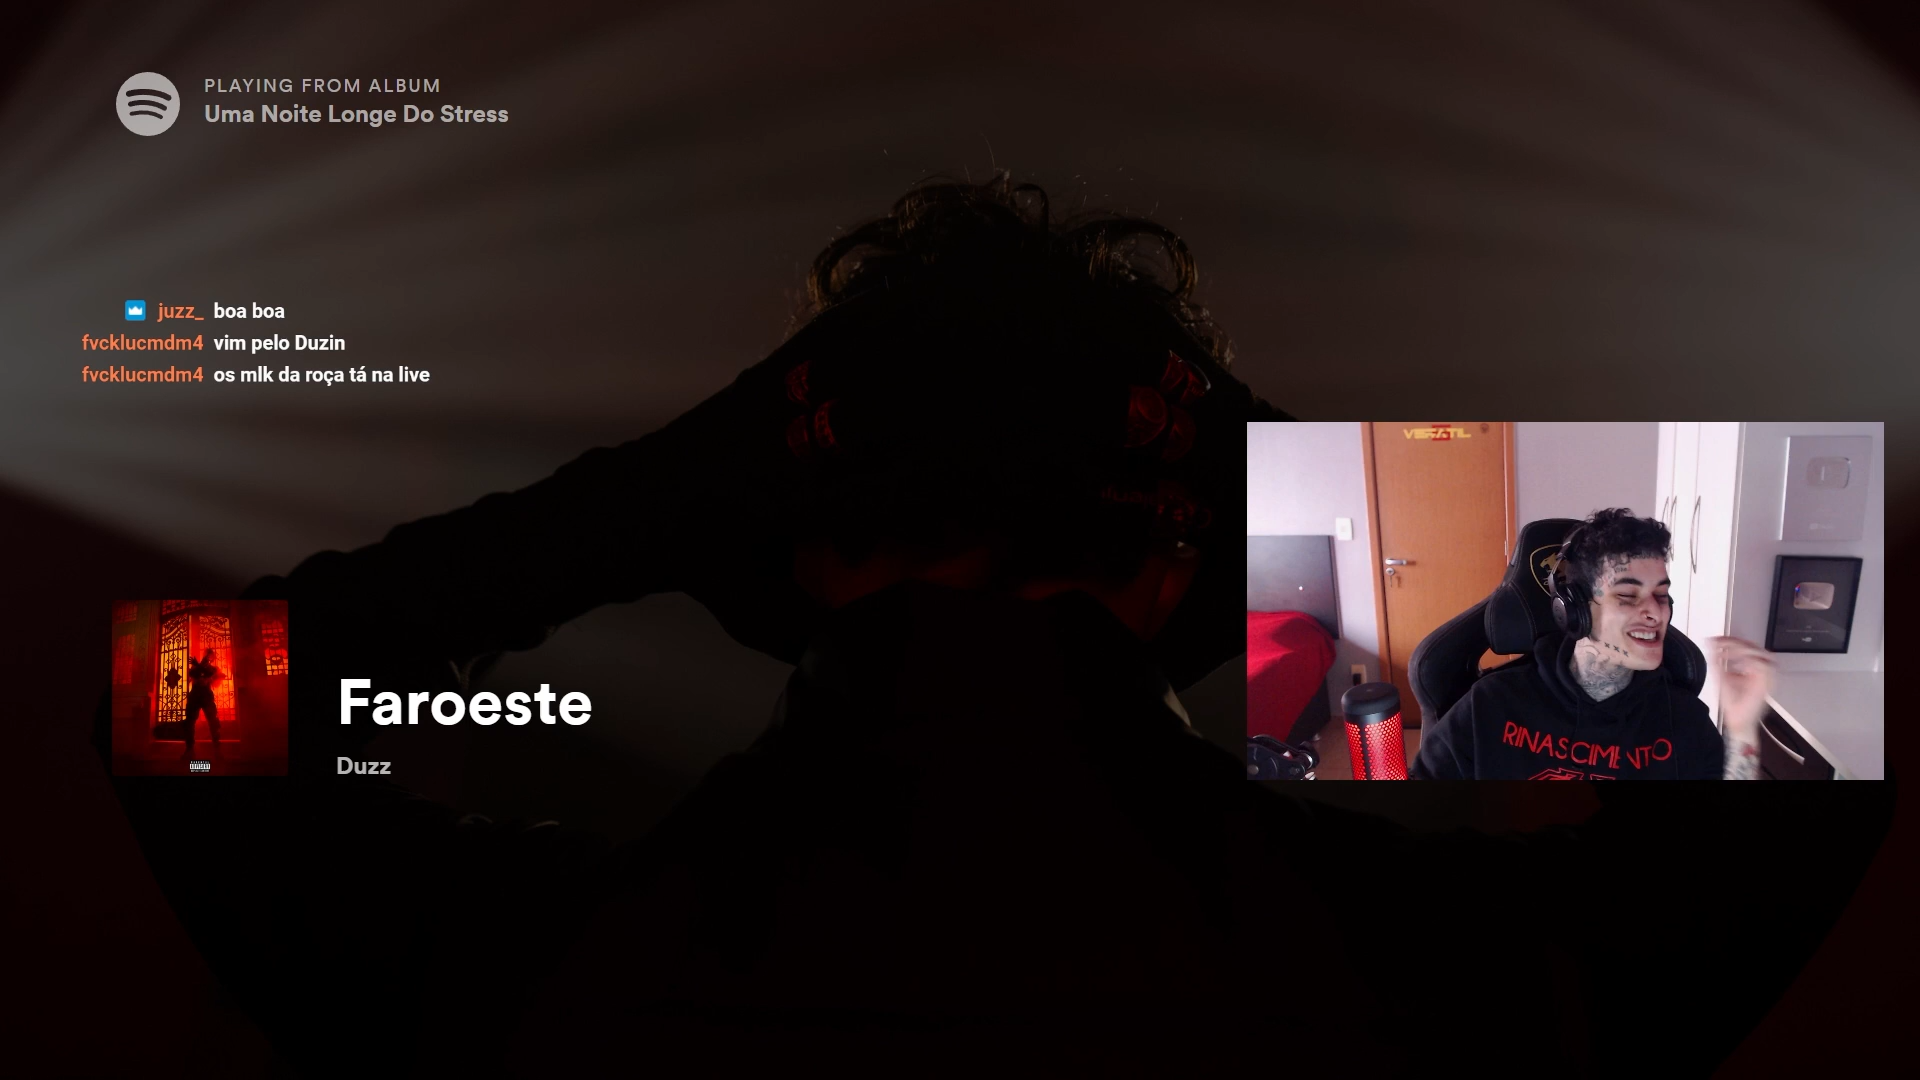 PLAYING FROM ALBUM
Uma Noite Longe Do Stress
juzz_ boa boa
fvcklucmdm4 vim pelo Duzin
fvcklucmdm4 os mlk da roça tá na live
Faroeste
Duzz
RINASCIMENTO